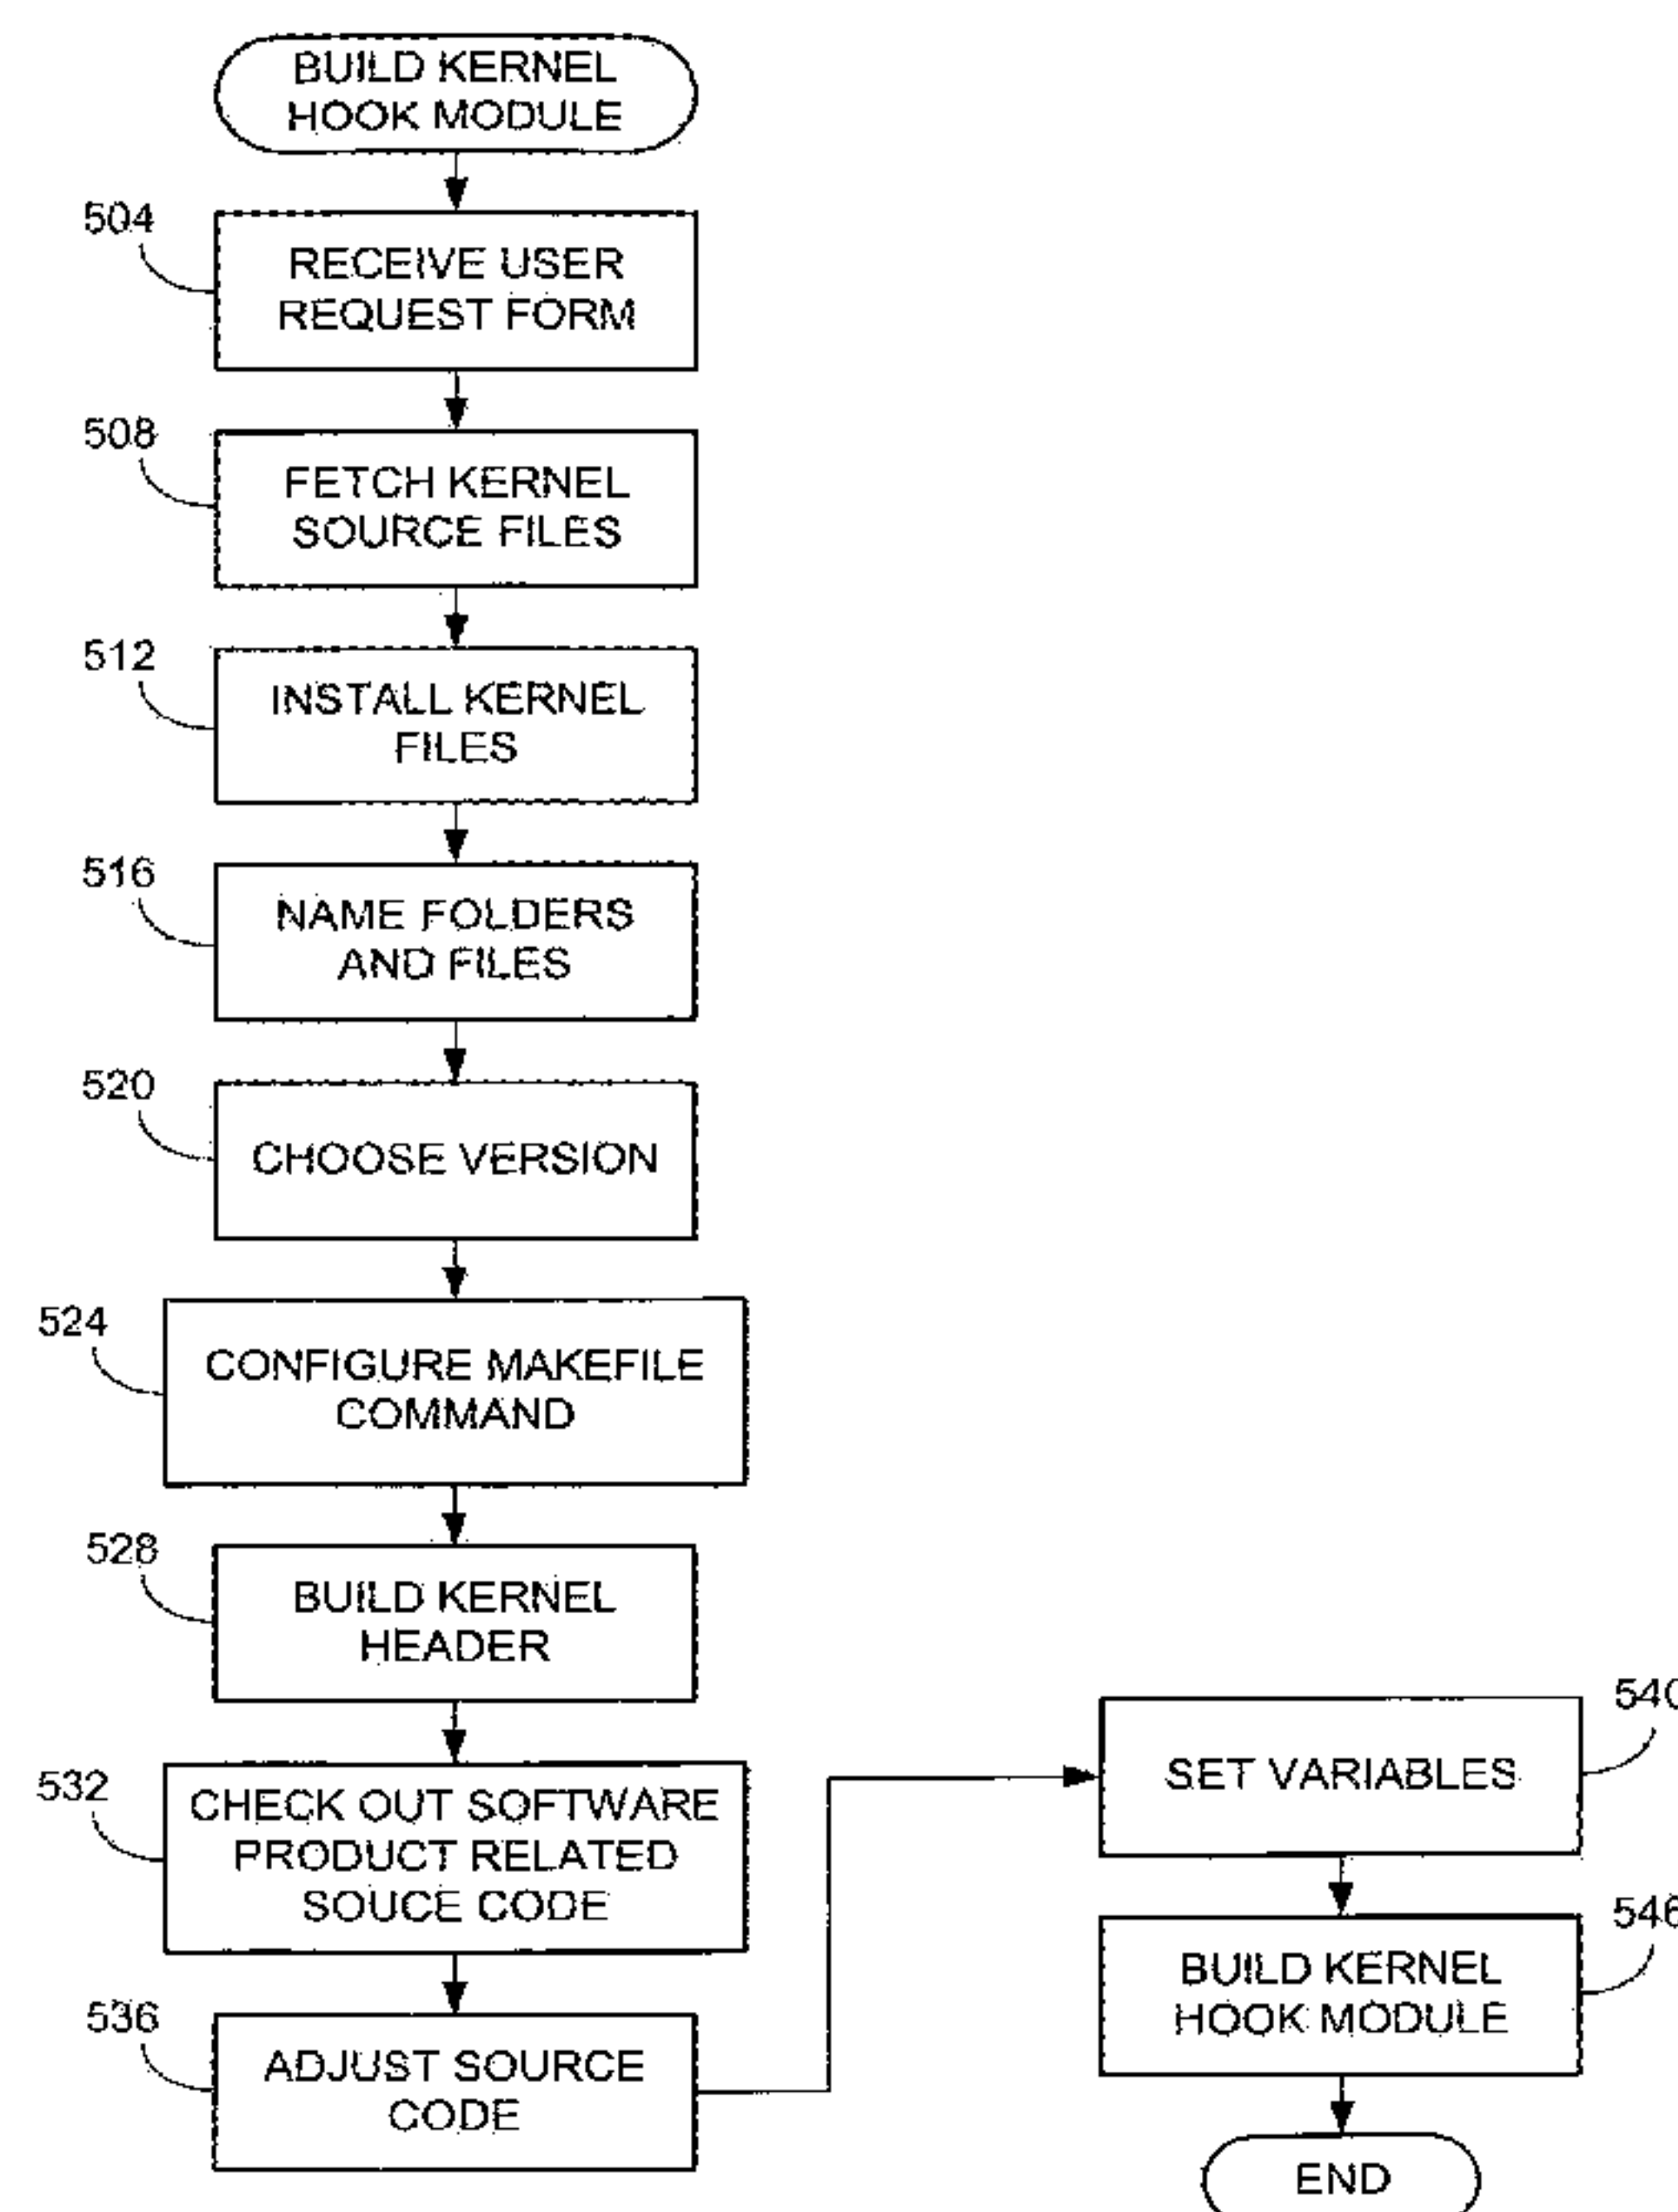 BUILD KERNEL
HOOK MODULE
504
RECEIVE USER
REQUEST FORM
508
FETCH KERNEL
SOURCE FILES
512
INSTALL KERNEL
FILES
516
NAME FOLDERS
AND FILES
520
CHOOSE VERSION
524
CONFIGURE MAKEFILE
COMMAND
528
BUILD KERNEL
HEADER
532
CHECK OUT SOFTWARE
PRODUCT RELATED
SOUCE CODE
536
ADJUST SOURCE
CODE
540
SET VARIABLES
546
BUILD KERNEL
HOOK MODULE
END